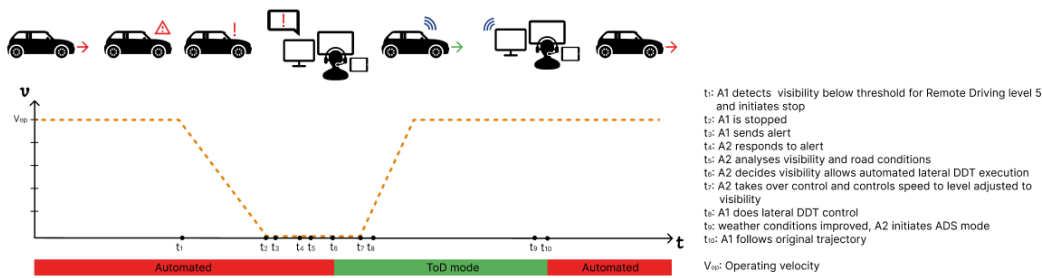 v
Vop
t₁
t₂ t₃
t₄ t₅
t₆
t₇ t₈
t₉ t₁₀
t
Automated
ToD mode
Automated
t₁: A1 detects visibility below threshold for Remote Driving level 5
and initiates stop
t₂: A1 is stopped
t₃: A1 sends alert
t₄: A2 responds to alert
t₅: A2 analyses visibility and road conditions
t₆: A2 decides visibility allows automated lateral DDT execution
t₇: A2 takes over control and controls speed to level adjusted to
visibility
t₈: A1 does lateral DDT control
t₉: weather conditions improved, A2 initiates ADS mode
t₁₀: A1 follows original trajectory
Vop: Operating velocity